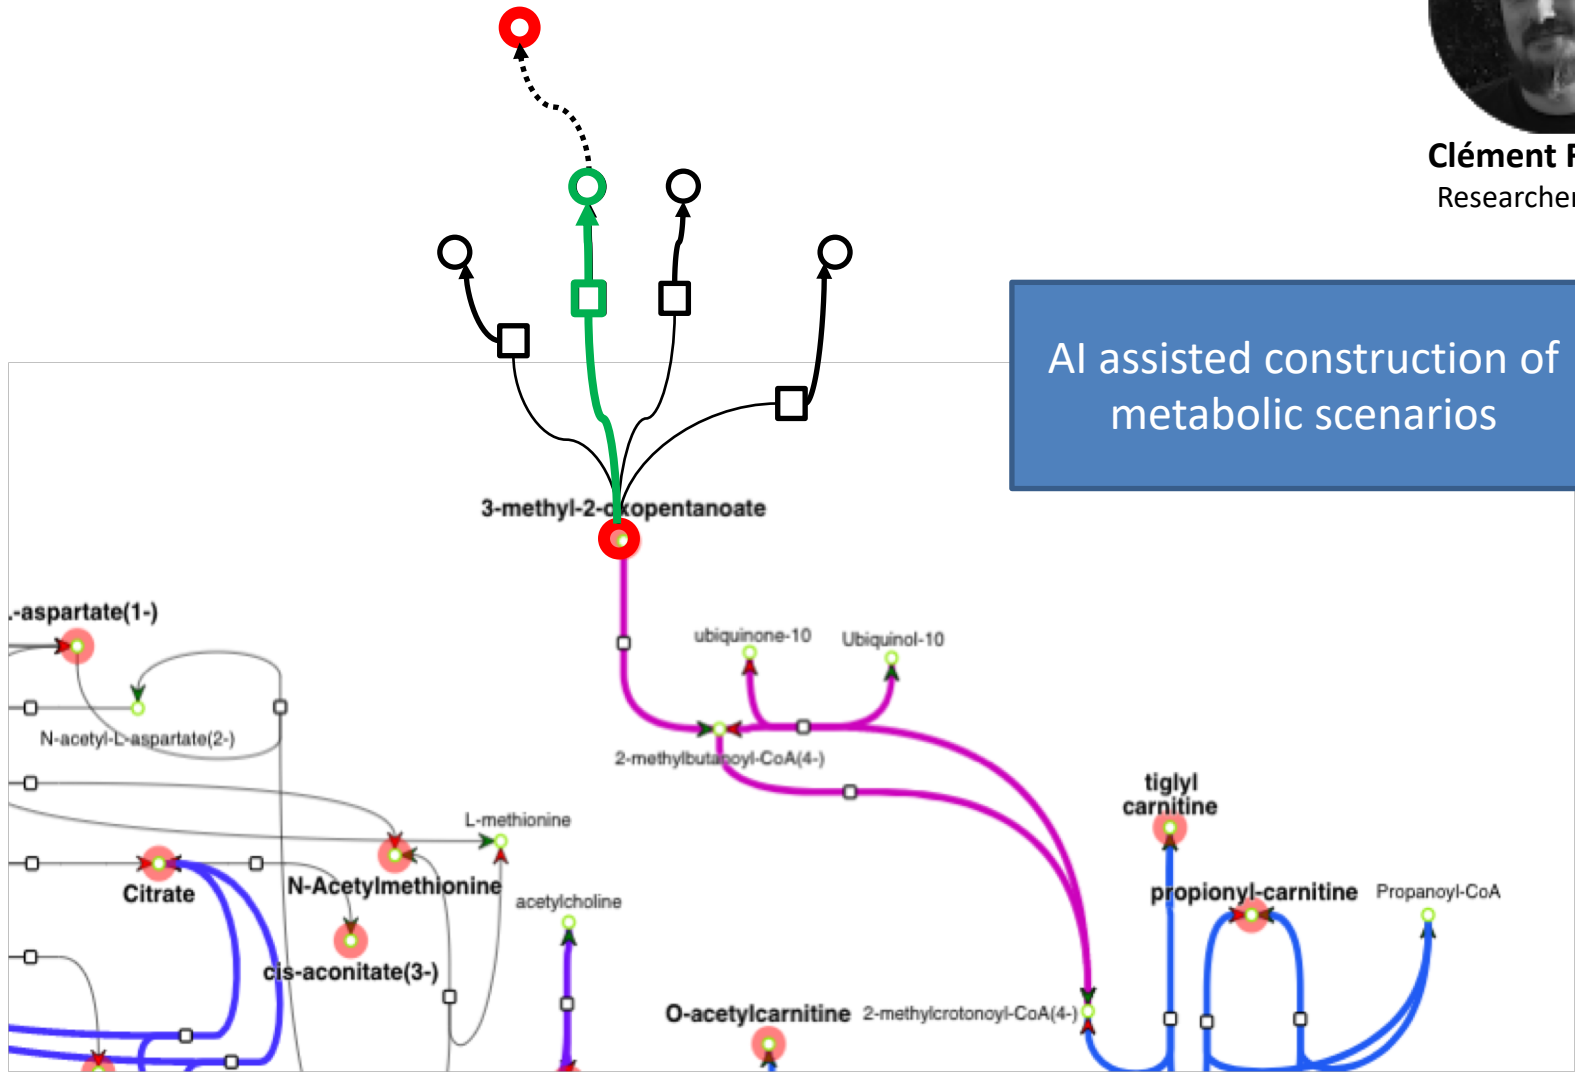 Clément
Researcher
AI assisted construction of
metabolic scenarios
3-methyl-2-oxopentanoate
-aspartate(1-)
ubiquinone-10
Ubiquinol-10
N-acetyl-L-aspartate(2-)
2-methylbutanoyl-CoA(4-)
tiglyl
carnitine
L-methionine
Citrate
N-Acetylmethionine
propionyl-carnitine
Propanoyl-CoA
acetylcholine
cis-aconitate(3-)
O-acetylcarnitine
2-methylcrotonoyl-CoA(4-)